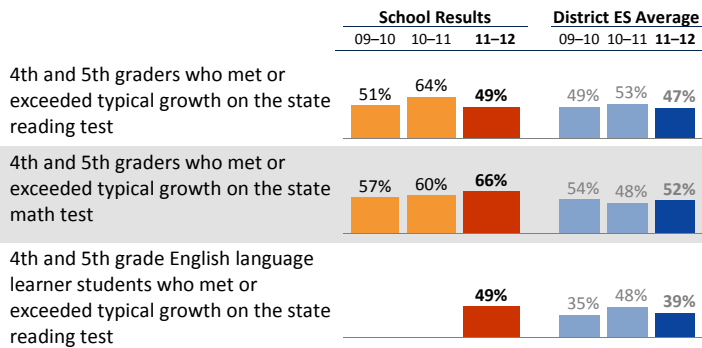 School Results District ES Average
09–10 10–11 11–12 09–10 10–11 11–12
4th and 5th graders who met or
exceeded typical growth on the state
reading test
51% 64% 49% 49% 53% 47%
4th and 5th graders who met or
exceeded typical growth on the state
math test
57% 60% 66% 54% 48% 52%
4th and 5th grade English language
learner students who met or
exceeded typical growth on the state
reading test
49% 35% 48% 39%